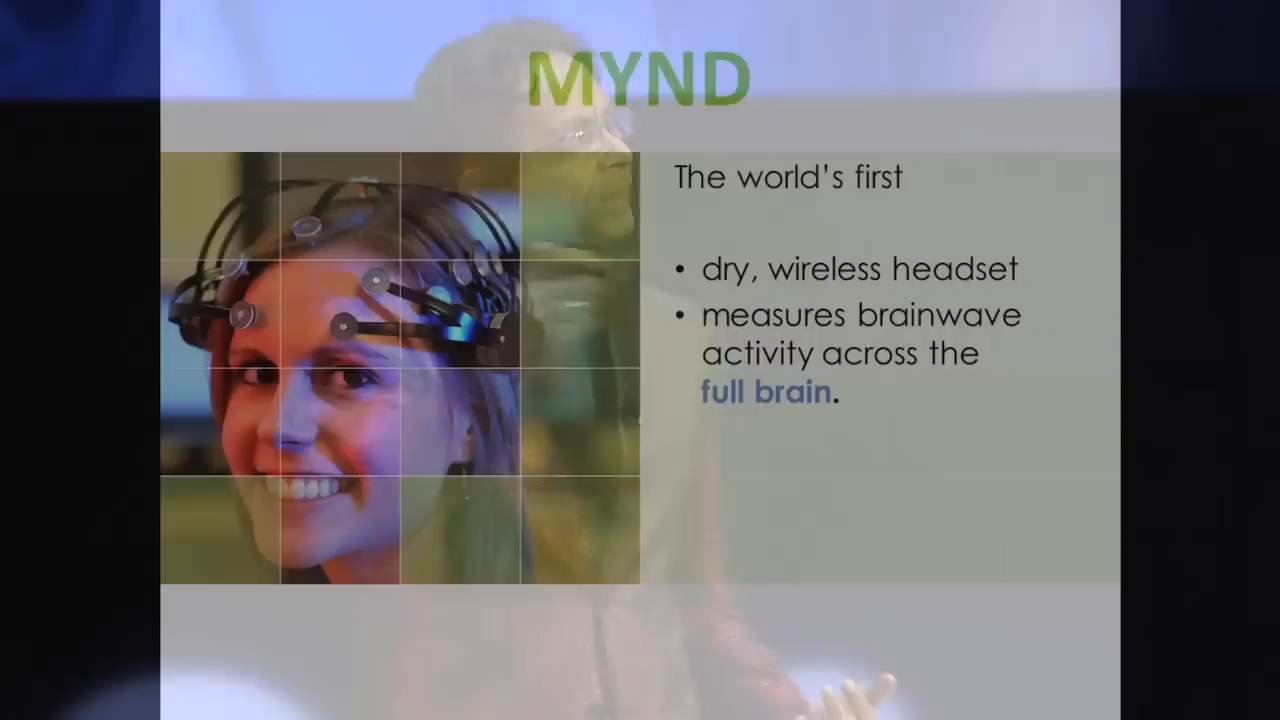 MYND
The world’s first
• dry, wireless headset
• measures brainwave
activity across the
full brain.